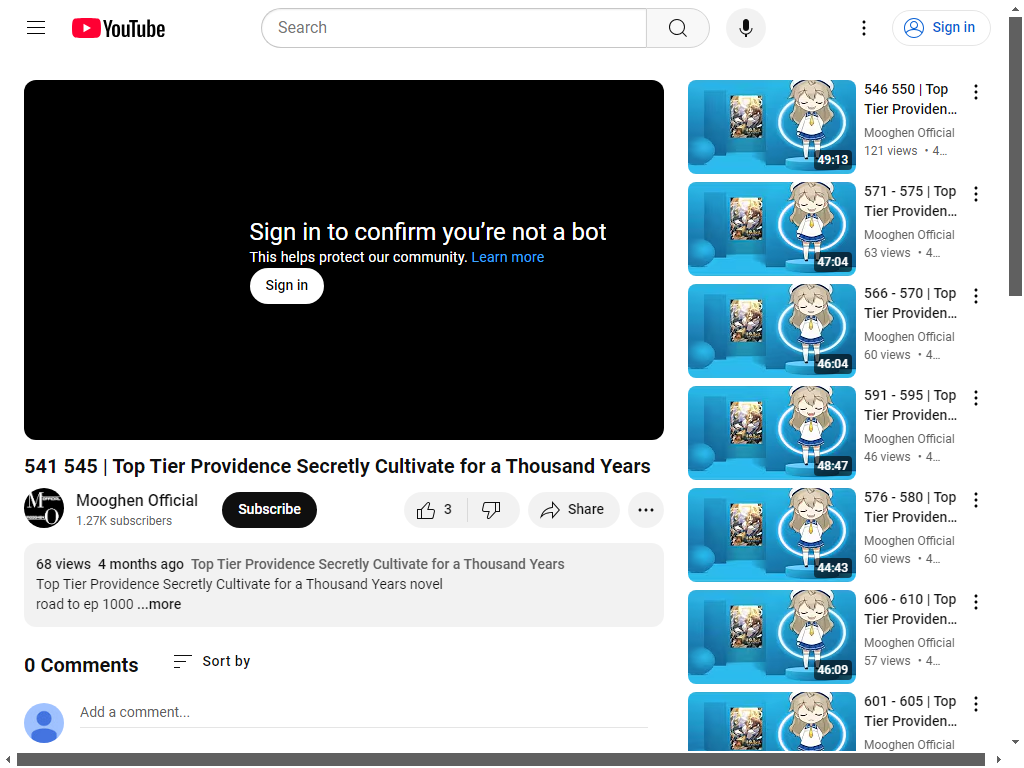 YouTube
Search
Sign in
Sign in to confirm you’re not a bot
This helps protect our community. Learn more
Sign in
541 545 | Top Tier Providence Secretly Cultivate for a Thousand Years
Mooghen Official
1.27K subscribers
Subscribe
3
Share
68 views 4 months ago Top Tier Providence Secretly Cultivate for a Thousand Years
Top Tier Providence Secretly Cultivate for a Thousand Years novel
road to ep 1000 ...more
0 Comments
Sort by
Add a comment...
49:13
546 550 | Top
Tier Providen...
Mooghen Official
121 views • 4...
47:04
571 - 575 | Top
Tier Providen...
Mooghen Official
63 views • 4...
46:04
566 - 570 | Top
Tier Providen...
Mooghen Official
60 views • 4...
48:47
591 - 595 | Top
Tier Providen...
Mooghen Official
46 views • 4...
44:43
576 - 580 | Top
Tier Providen...
Mooghen Official
60 views • 4...
46:09
606 - 610 | Top
Tier Providen...
Mooghen Official
57 views • 4...
601 - 605 | Top
Tier Providen...
Mooghen Official